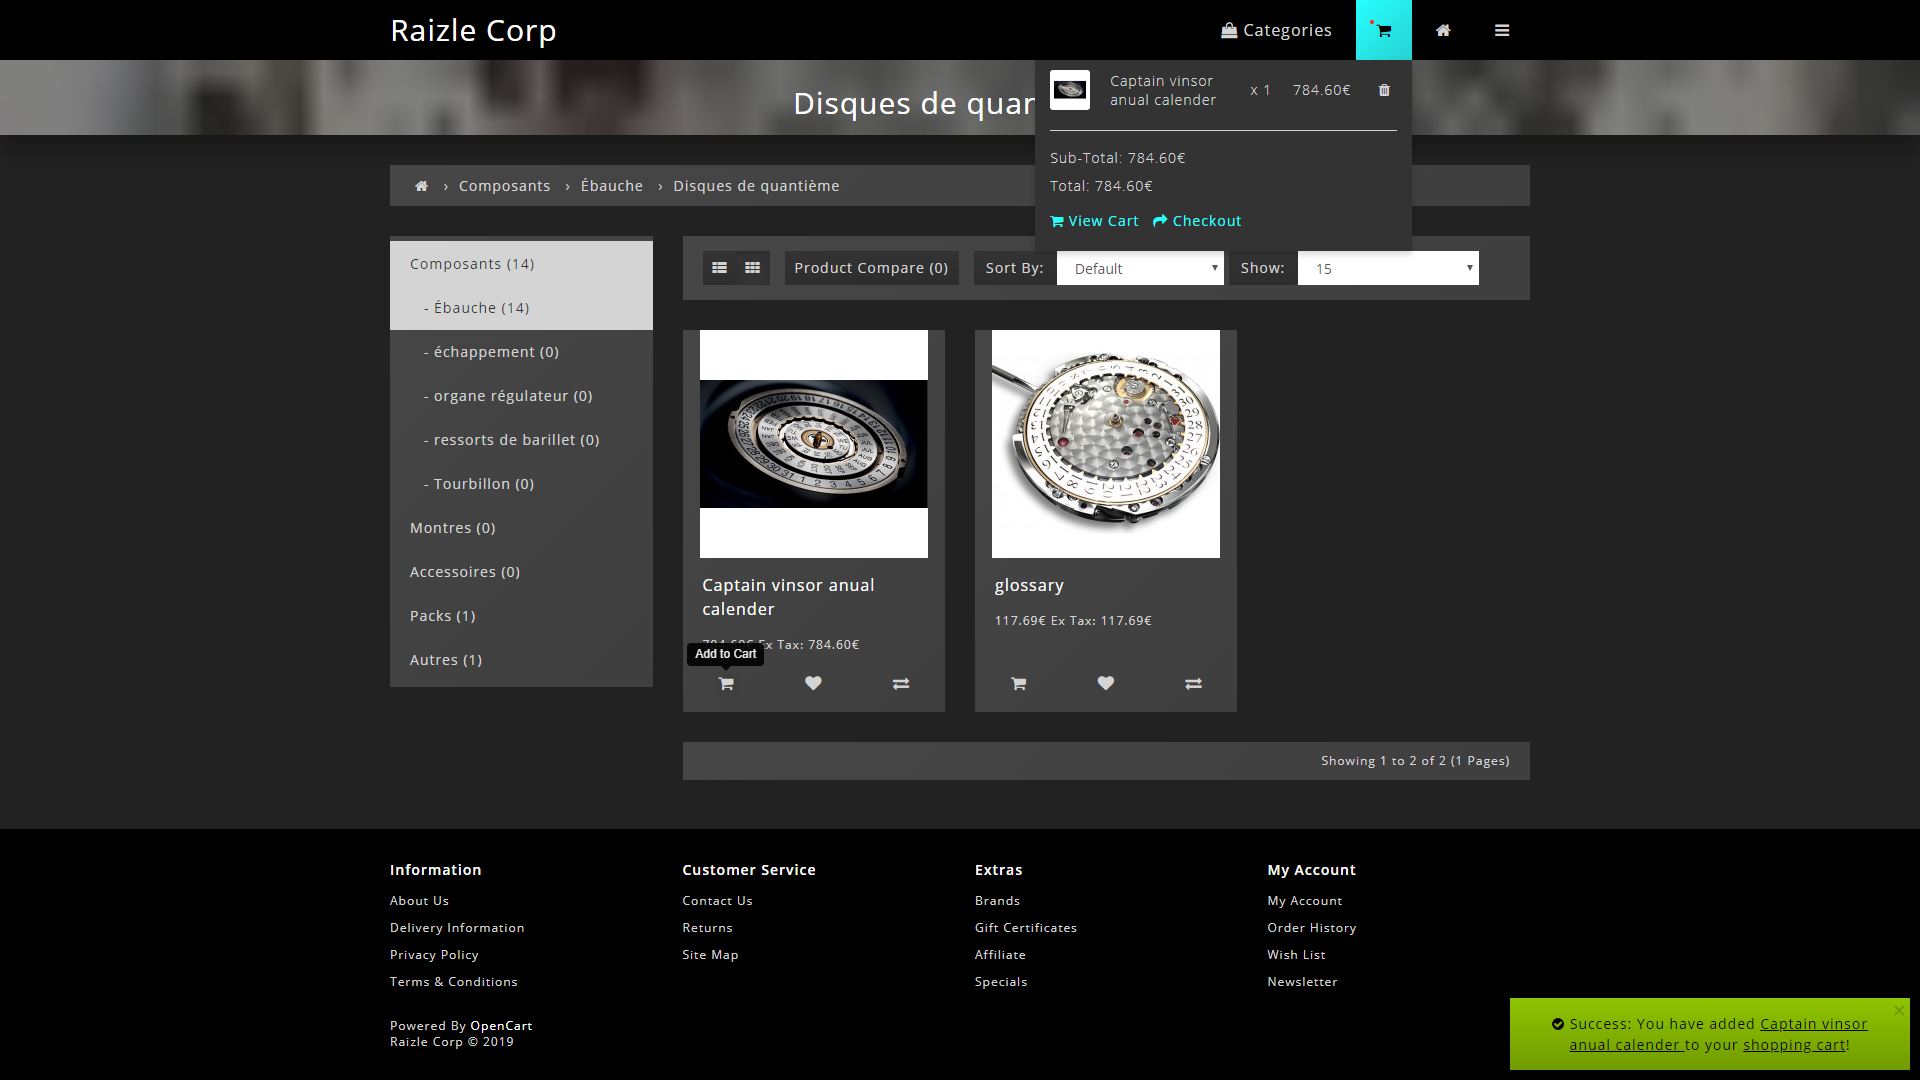 Raizle Corp
Categories
Captain vinsor
anual calender
x 1
784.60€
Disques de quan
Sub-Total: 784.60€
Total: 784.60€
View Cart
Checkout
› Composants › Ébauche › Disques de quantième
Composants (14)
- Ébauche (14)
- échappement (0)
- organe régulateur (0)
- ressorts de barillet (0)
- Tourbillon (0)
Montres (0)
Accessoires (0)
Packs (1)
Autres (1)
Product Compare (0)
Sort By:
Default
Show:
15
Captain vinsor anual
calender
784.60€ Ex Tax: 784.60€
Add to Cart
glossary
117.69€ Ex Tax: 117.69€
Showing 1 to 2 of 2 (1 Pages)
Information
About Us
Delivery Information
Privacy Policy
Terms & Conditions
Customer Service
Contact Us
Returns
Site Map
Extras
Brands
Gift Certificates
Affiliate
Specials
My Account
My Account
Order History
Wish List
Newsletter
Powered By OpenCart
Raizle Corp © 2019
Success: You have added Captain vinsor
anual calender to your shopping cart!
×